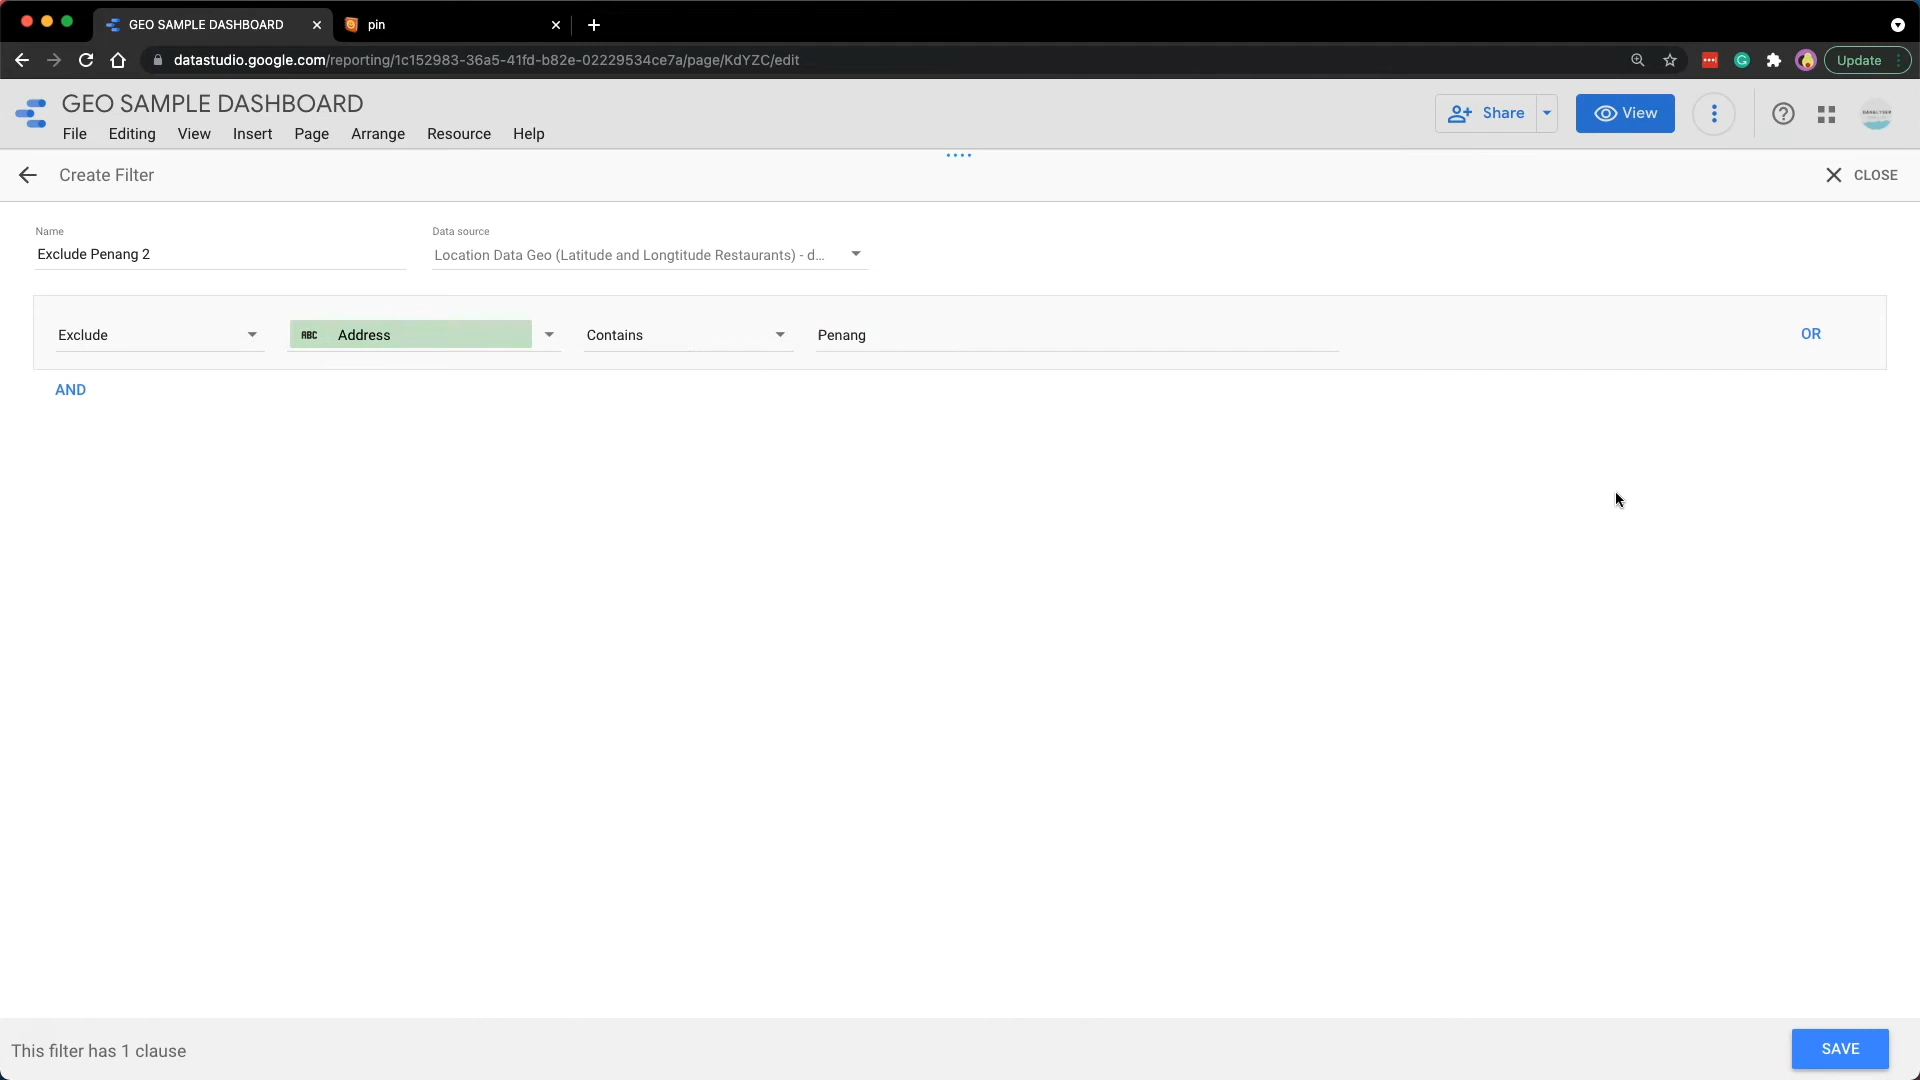 GEO SAMPLE DASHBOARD
pin
datastudio.google.com/reporting/1c152983-36a5-41fd-b82e-02229534ce7a/page/KdYZC/edit
Update
GEO SAMPLE DASHBOARD
File Editing View Insert Page Arrange Resource Help
Share
View
Create Filter
CLOSE
Name
Data source
Exclude Penang 2
Location Data Geo (Latitude and Longtitude Restaurants) - d...
Exclude
ABC
Address
Contains
Penang
OR
AND
This filter has 1 clause
SAVE